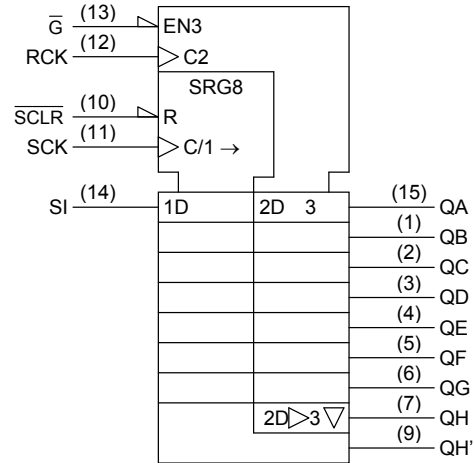 G (13) EN3
RCK (12) C2
SRG8
SCLR (10) R
SCK (11) C/1 →
SI (14) 1D 2D 3 (15) QA
(1) QB
(2) QC
(3) QD
(4) QE
(5) QF
(6) QG
2D ▷ 3 ▽ (7) QH
(9) QH'